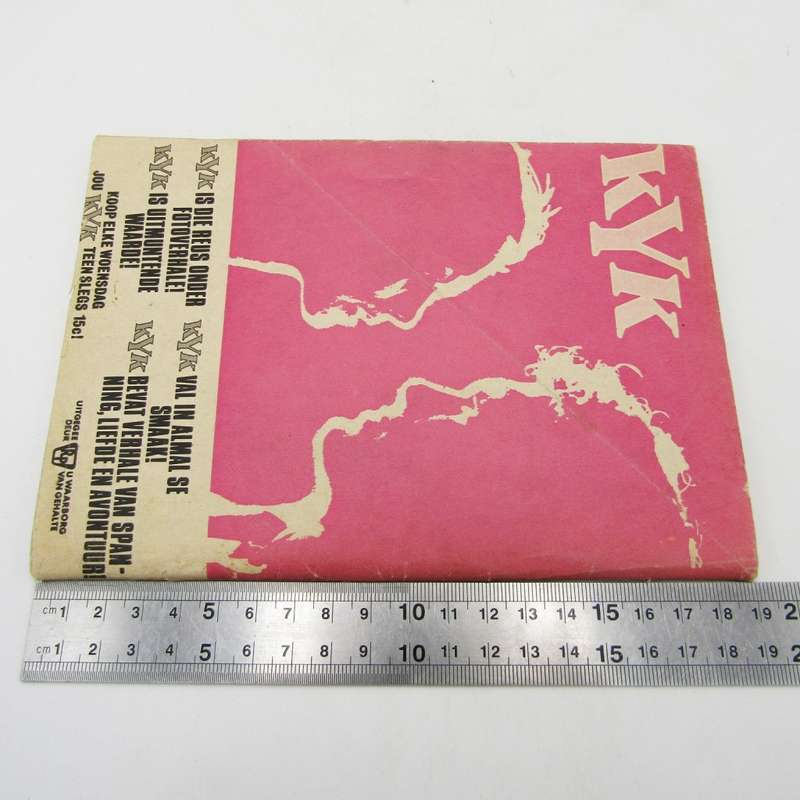 KYK
KYK IS DIE REUS ONDER
FOTOVERHALE!
KYK IS UITMUNTENDE
WAARDE!
KYK VAL IN ALMAL SE
SMAAK!
KYK BEVAT VERHALE VAN SPAN-
NING, LIEFDE EN AVONTUUR!
KOOP ELKE WOENSDAG
JOU KYK TEEN SLEGS 15c!
UITGEGEE
DEUR
U WAARBORG
VAN GEHALTE
cm 1 2 3 4 5 6 7 8 9 10 11 12 13 14 15 16 17 18 19 2
cm 1 2 3 4 5 6 7 8 9 10 11 12 13 14 15 16 17 18 19 2